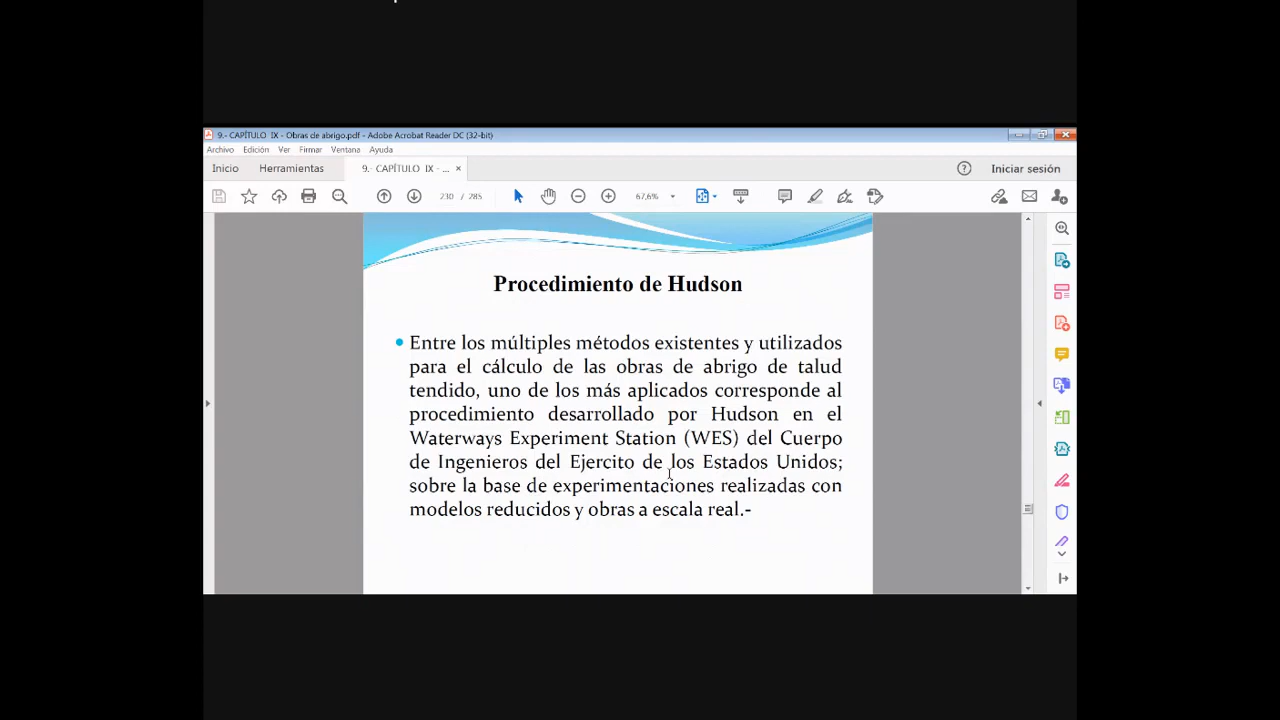 9.- CAPÍTULO IX - Obras de abrigo.pdf - Adobe Acrobat Reader DC (32-bit)
Archivo Edición Ver Firmar Ventana Ayuda
Inicio Herramientas 9.- CAPÍTULO IX - ... × Iniciar sesión
230 / 285 67,6%
Procedimiento de Hudson
• Entre los múltiples métodos existentes y utilizados
para el cálculo de las obras de abrigo de talud
tendido, uno de los más aplicados corresponde al
procedimiento desarrollado por Hudson en el
Waterways Experiment Station (WES) del Cuerpo
de Ingenieros del Ejercito de los Estados Unidos;
sobre la base de experimentaciones realizadas con
modelos reducidos y obras a escala real.-